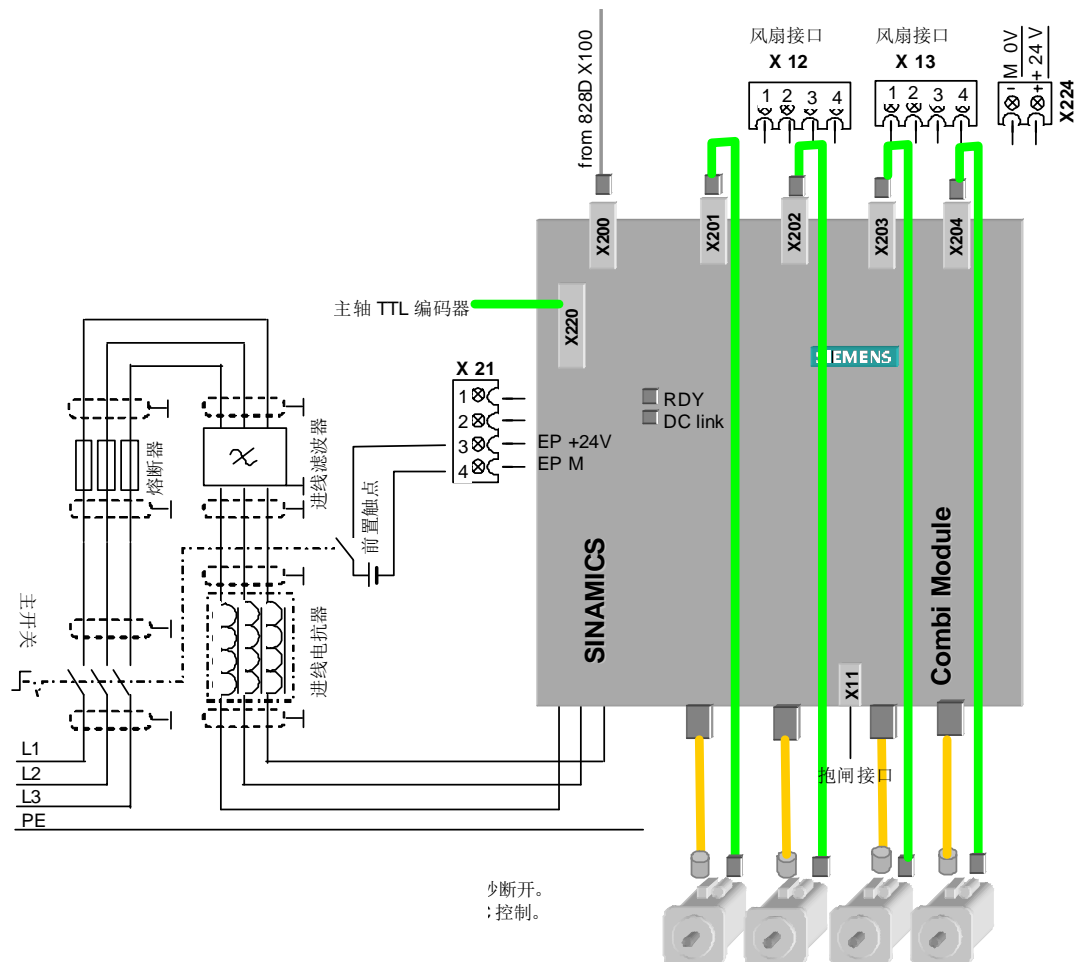 风扇接口
X 12
1 2 3 4
风扇接口
X 13
1 2 3 4
M 0V
+24 V
- +
X224
from 828D X100
X200
X201
X202
X203
X204
主轴 TTL 编码器
X220
SIEMENS
X 21
1
2
3
4
EP +24V
EP M
RDY
DC link
熔断器
进线滤波器
前置触点
主开关
进线电抗器
SINAMICS
Combi Module
X11
抱闸接口
L1
L2
L3
PE
断开。
控制。